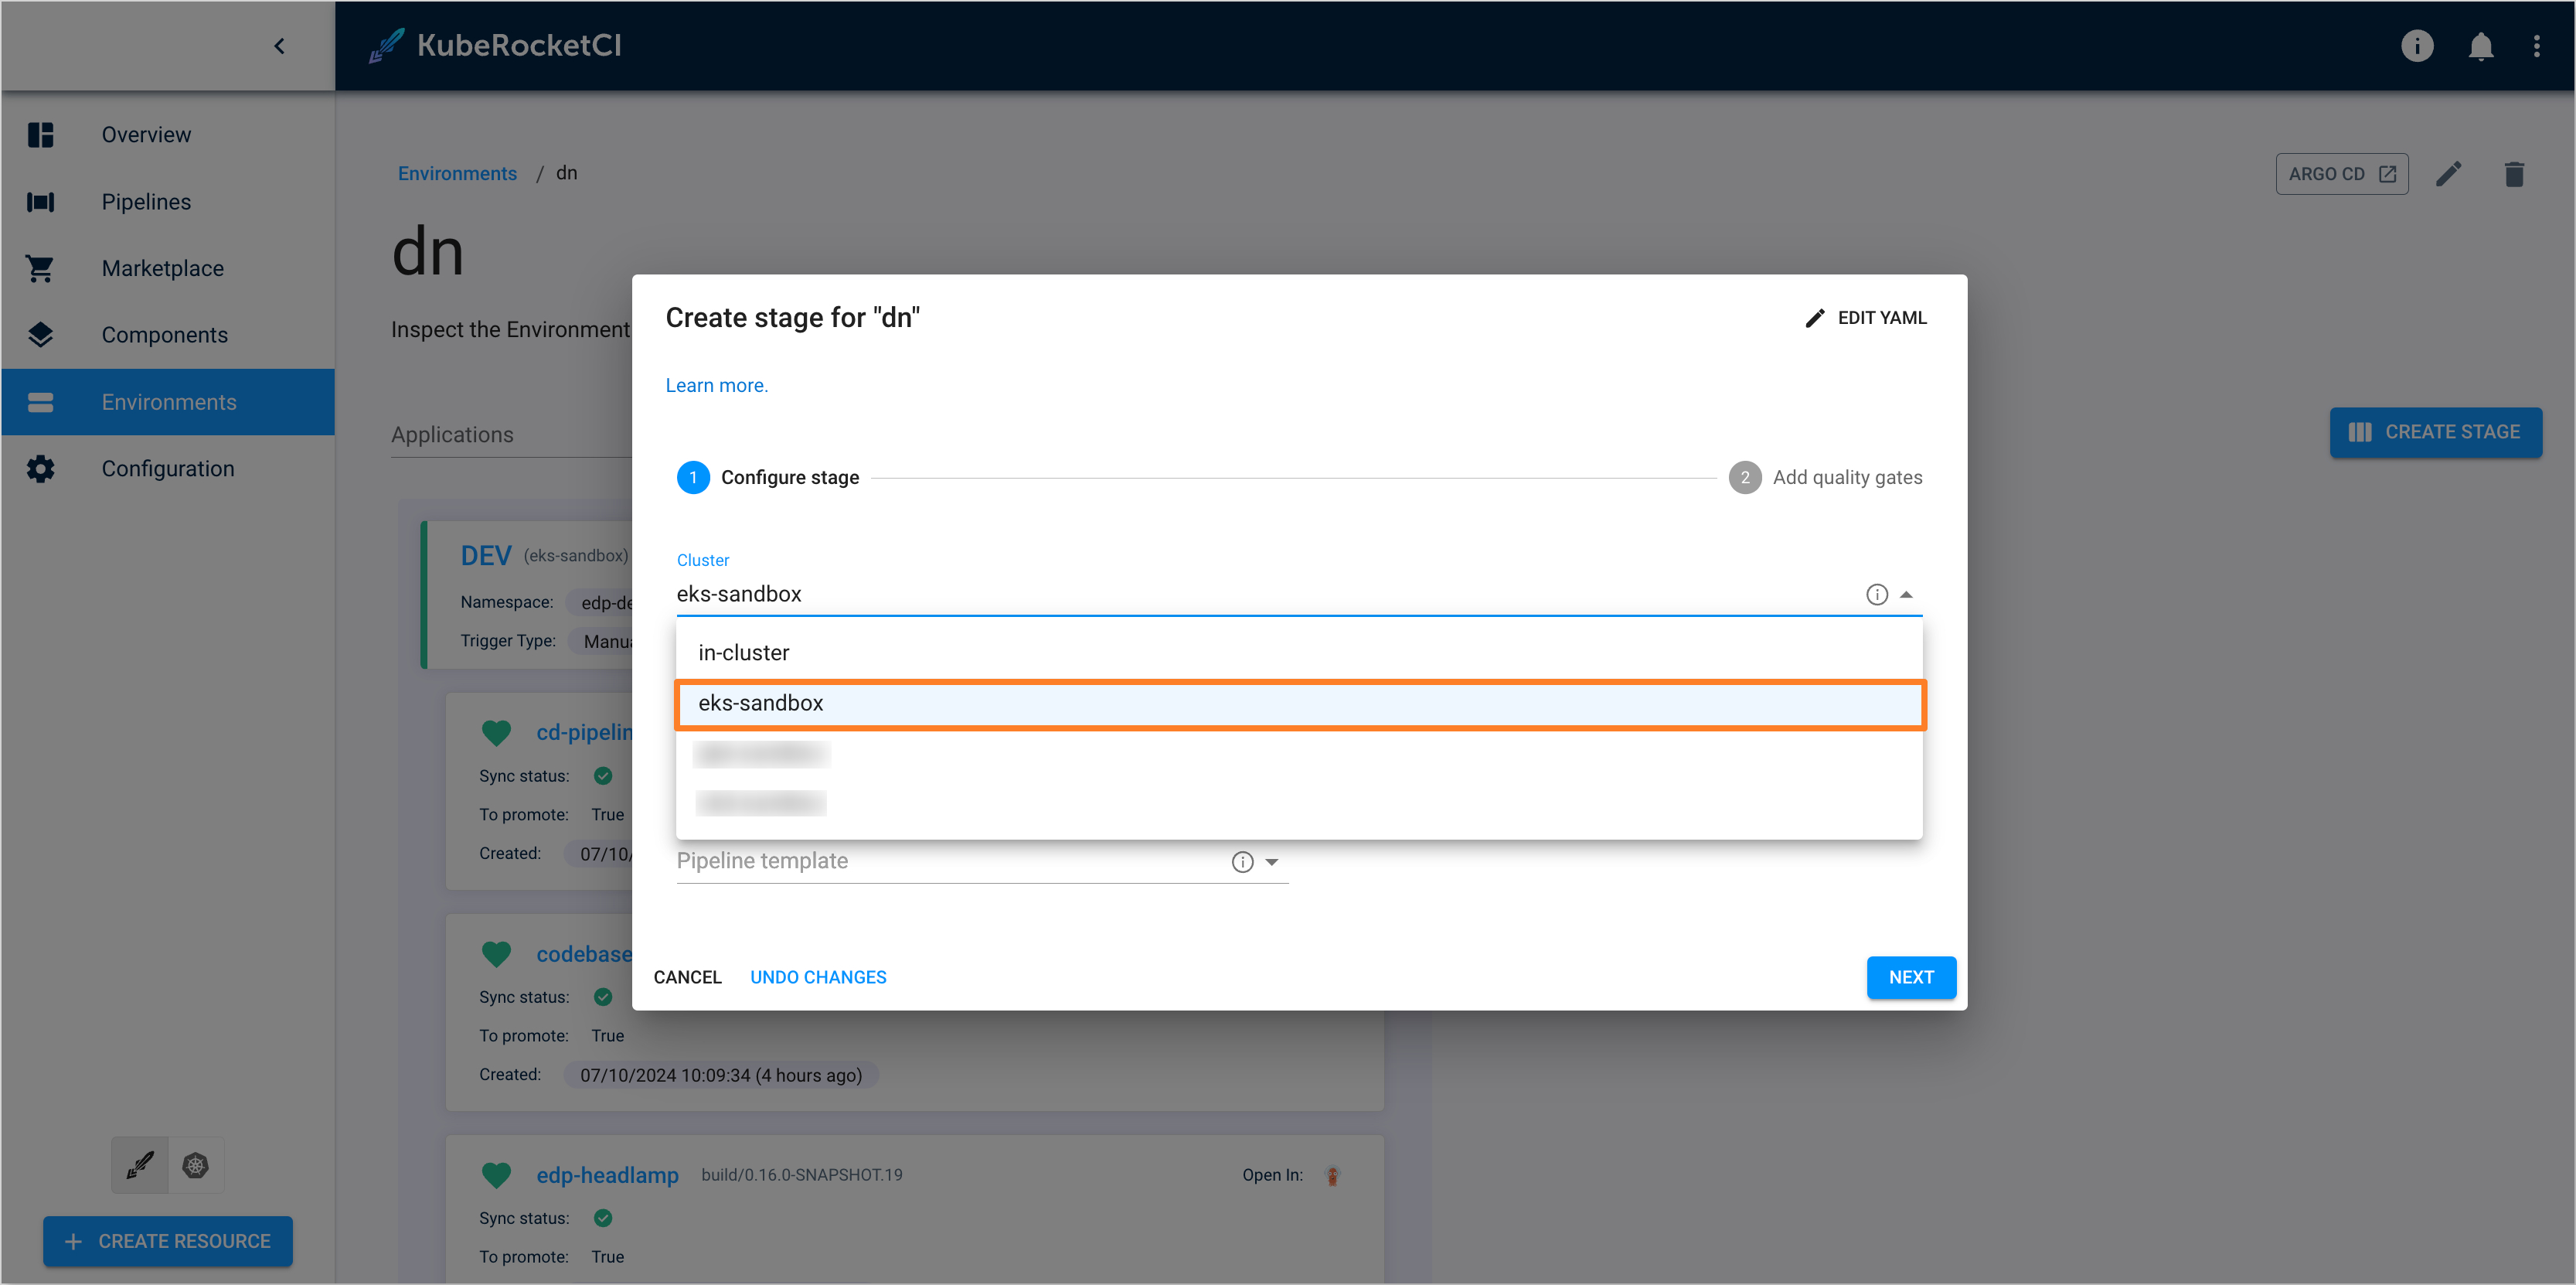 KubeRocketCI
Overview
Pipelines
Marketplace
Components
Environments
Configuration
CREATE RESOURCE
Environments / dn
ARGO CD
dn
Inspect the Environment
Applications
CREATE STAGE
DEV (eks-sandbox)
Namespace: edp-de
Trigger Type: Manua
cd-pipelin
Sync status:
To promote: True
Created: 07/10/
codebase
Sync status:
To promote: True
Created: 07/10/2024 10:09:34 (4 hours ago)
edp-headlamp build/0.16.0-SNAPSHOT.19 Open In:
Sync status:
To promote: True
Create stage for "dn"
EDIT YAML
Learn more.
1 Configure stage
2 Add quality gates
Cluster
eks-sandbox
in-cluster
eks-sandbox
Pipeline template
CANCEL
UNDO CHANGES
NEXT